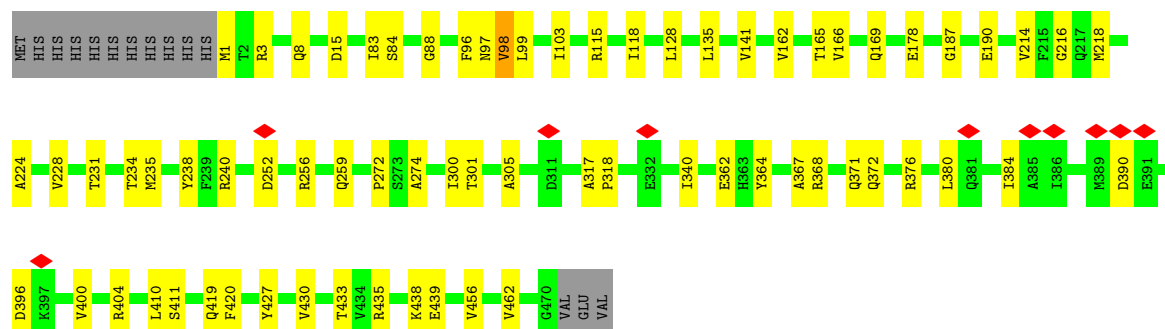 MET HIS HIS HIS HIS HIS HIS HIS HIS M1 T2 R3 Q8 D15 I83 S84 G88 F96 N97 V98 L99 I103 R115 I118 L128 L135 V141 V162 T165 V166 Q169 E178 G187 E190 V214 F215 G216 Q217 M218
A224 V228 T231 T234 M235 Y238 F239 R240 D252 R256 Q259 P272 S273 A274 I300 T301 A305 D311 A317 P318 E332 I340 E362 H363 Y364 A367 R368 Q371 Q372 R376 L380 Q381 I384 A385 I386 M389 D390 E391
D396 K397 V400 R404 L410 S411 Q419 F420 Y427 V430 T433 V434 R435 K438 E439 V456 V462 G470 VAL GLU VAL